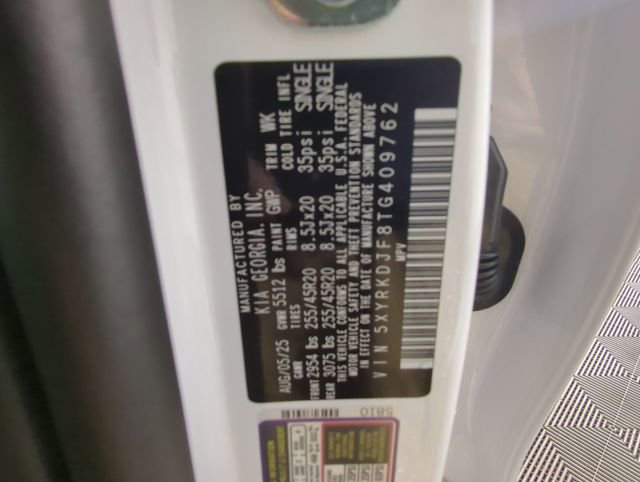 MANUFACTURED BY
KIA GEORGIA, INC.
AUG/05/25 GVWR 5512 lbs PAINT GWP TRIM WK
GAWR TIRES RIMS COLD TIRE INFL
FRONT 2954 lbs 255/45R20 8.5Jx20 35psi SINGLE
REAR 3075 lbs 255/45R20 8.5Jx20 35psi SINGLE
THIS VEHICLE CONFORMS TO ALL APPLICABLE U.S.A. FEDERAL
MOTOR VEHICLE SAFETY AND THEFT PREVENTION STANDARDS
IN EFFECT ON THE DATE OF MANUFACTURE SHOWN ABOVE
VIN 5XYRKDJF8TG409762
MPV
5810